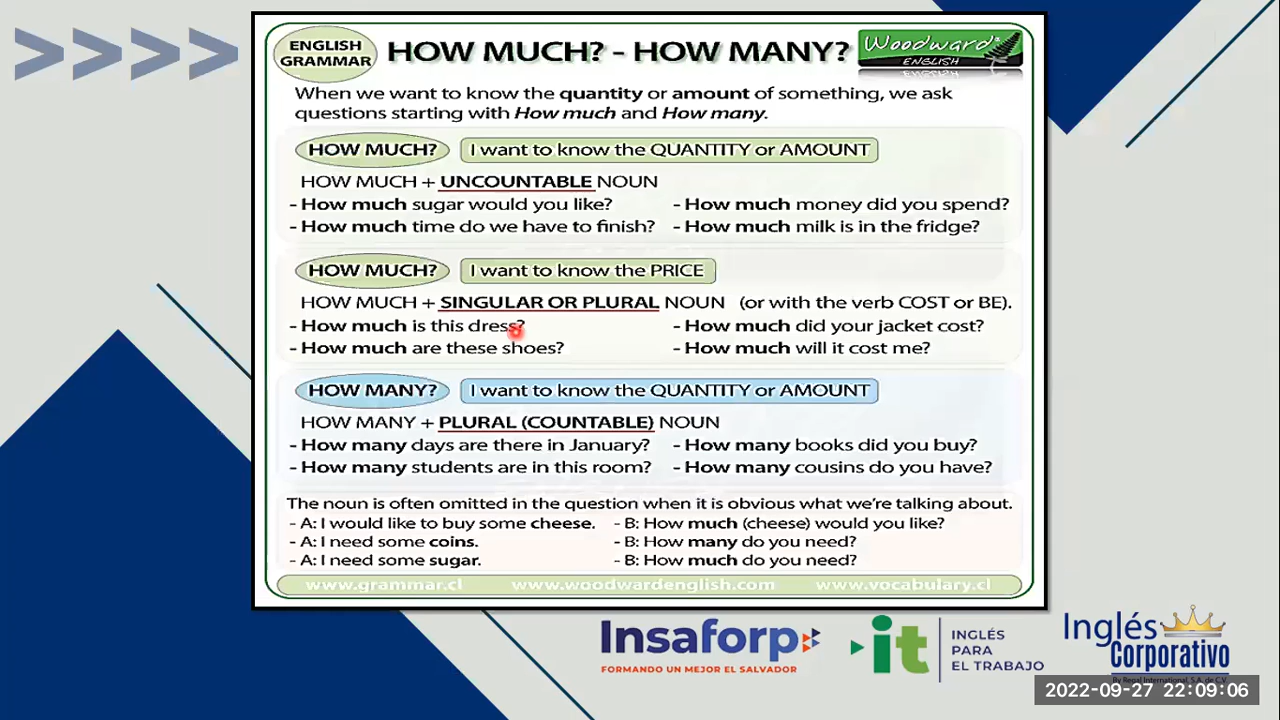 ENGLISH
GRAMMAR
HOW MUCH? - HOW MANY?
Woodward®
ENGLISH
When we want to know the quantity or amount of something, we ask
questions starting with How much and How many.
HOW MUCH? I want to know the QUANTITY or AMOUNT
HOW MUCH + UNCOUNTABLE NOUN
- How much sugar would you like? - How much money did you spend?
- How much time do we have to finish? - How much milk is in the fridge?
HOW MUCH? I want to know the PRICE
HOW MUCH + SINGULAR OR PLURAL NOUN (or with the verb COST or BE).
- How much is this dress? - How much did your jacket cost?
- How much are these shoes? - How much will it cost me?
HOW MANY? I want to know the QUANTITY or AMOUNT
HOW MANY + PLURAL (COUNTABLE) NOUN
- How many days are there in January? - How many books did you buy?
- How many students are in this room? - How many cousins do you have?
The noun is often omitted in the question when it is obvious what we're talking about.
- A: I would like to buy some cheese. - B: How much (cheese) would you like?
- A: I need some coins. - B: How many do you need?
- A: I need some sugar. - B: How much do you need?
www.grammar.cl www.woodwardenglish.com www.vocabulary.cl
Insaforp
FORMANDO UN MEJOR EL SALVADOR
it
INGLÉS
PARA
EL TRABAJO
Inglés
Corporativo
By Repal International, S.A. de C.V.
2022-09-27 22:09:06